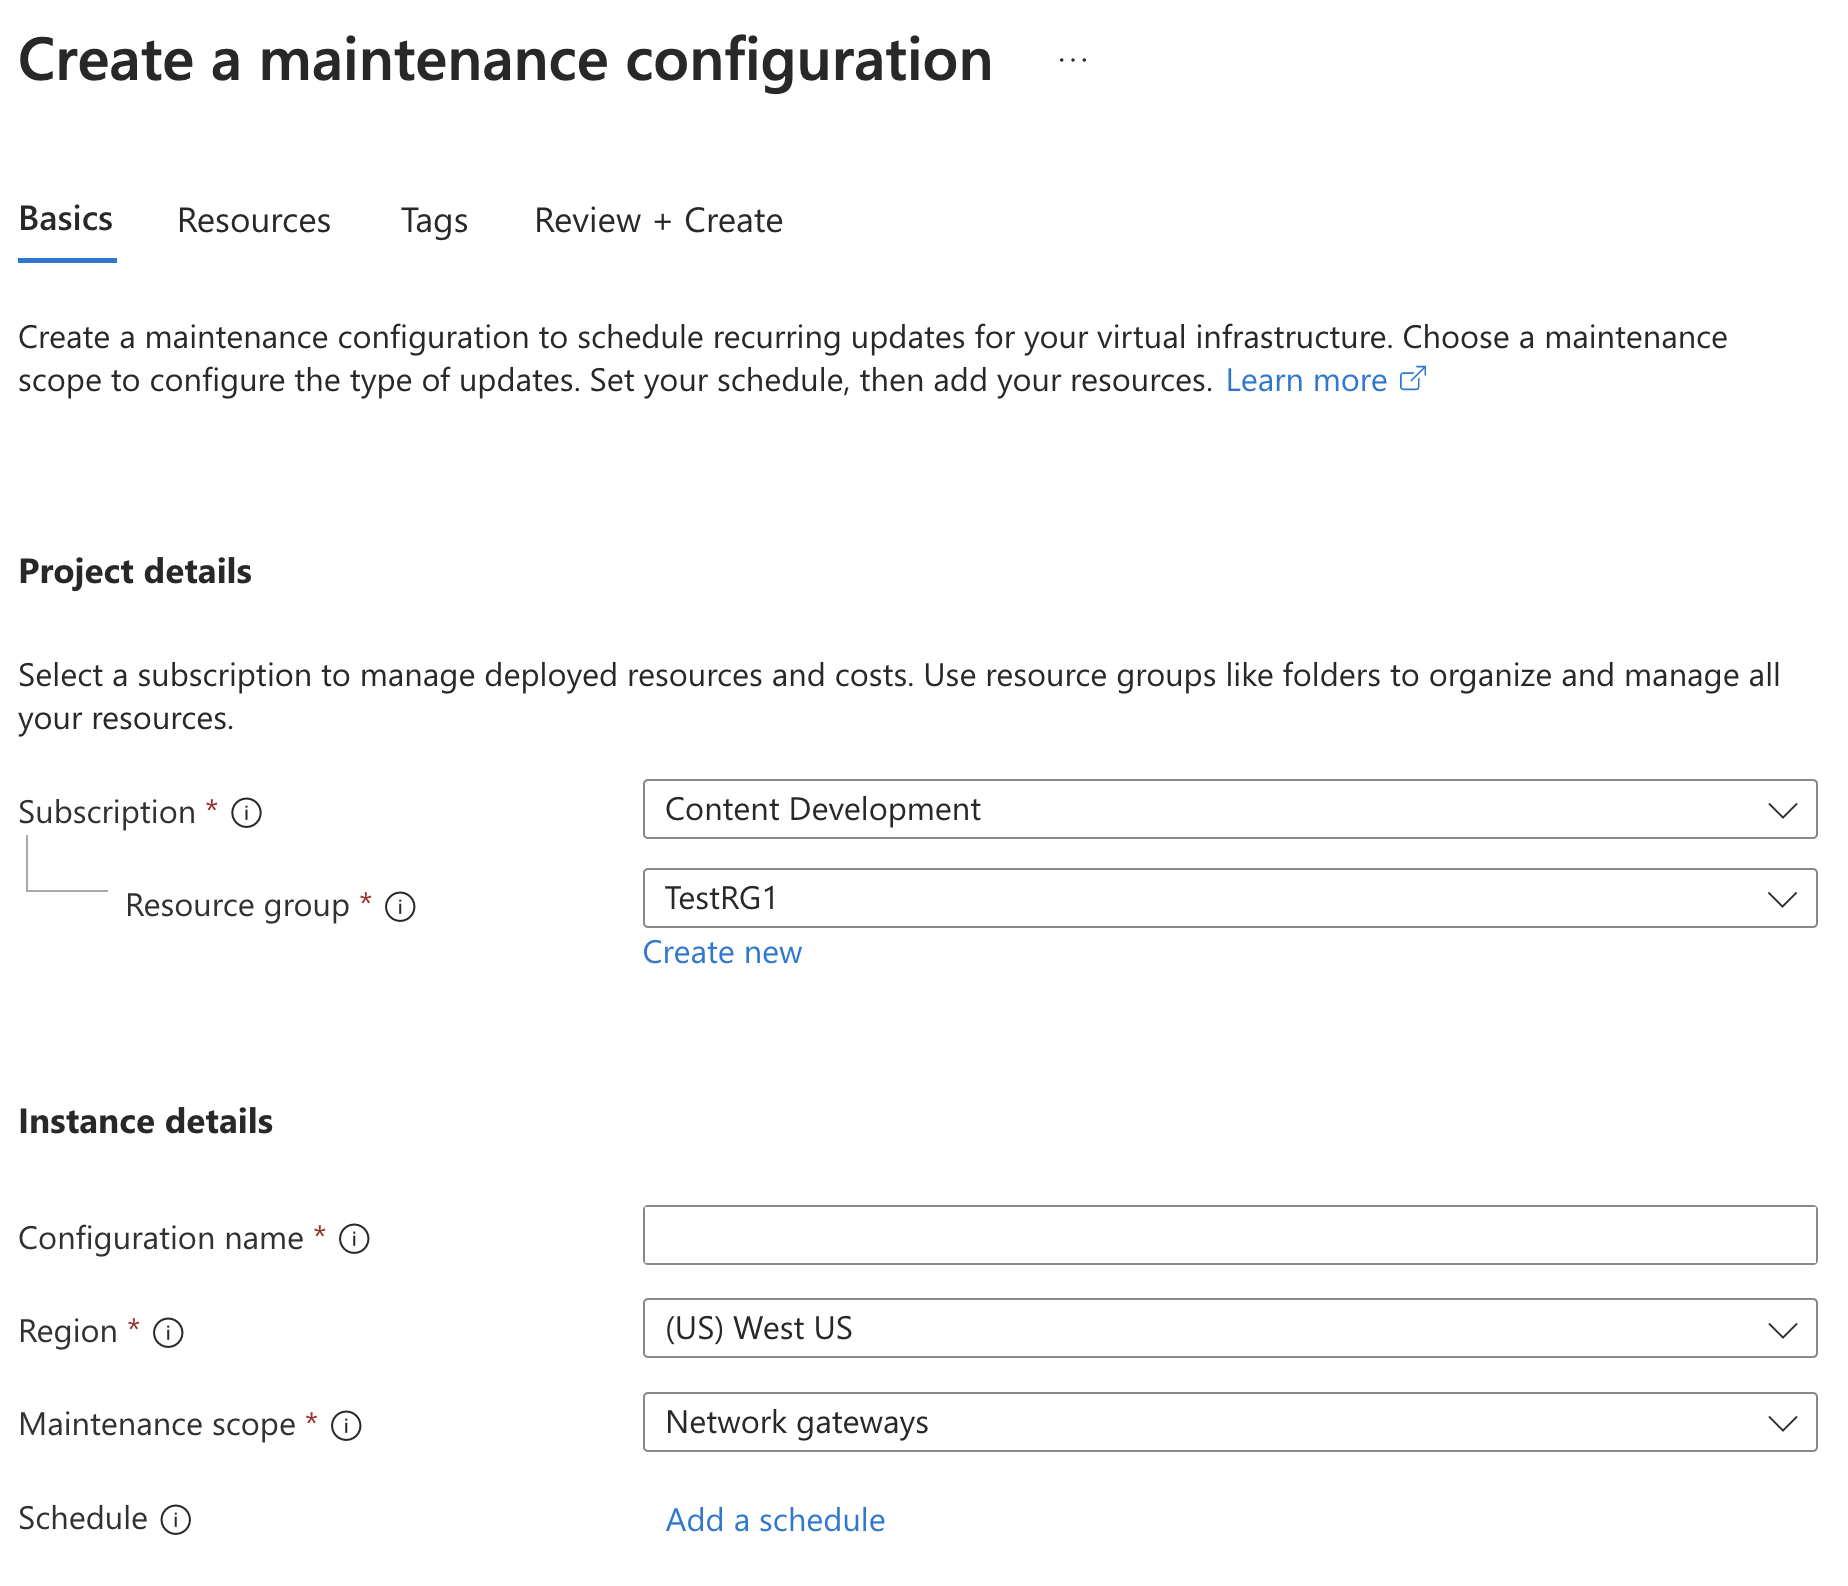 Create a maintenance configuration ...
Basics Resources Tags Review + Create
Create a maintenance configuration to schedule recurring updates for your virtual infrastructure. Choose a maintenance
scope to configure the type of updates. Set your schedule, then add your resources. Learn more
Project details
Select a subscription to manage deployed resources and costs. Use resource groups like folders to organize and manage all
your resources.
Subscription * Content Development
Resource group * TestRG1
Create new
Instance details
Configuration name *
Region * (US) West US
Maintenance scope * Network gateways
Schedule Add a schedule